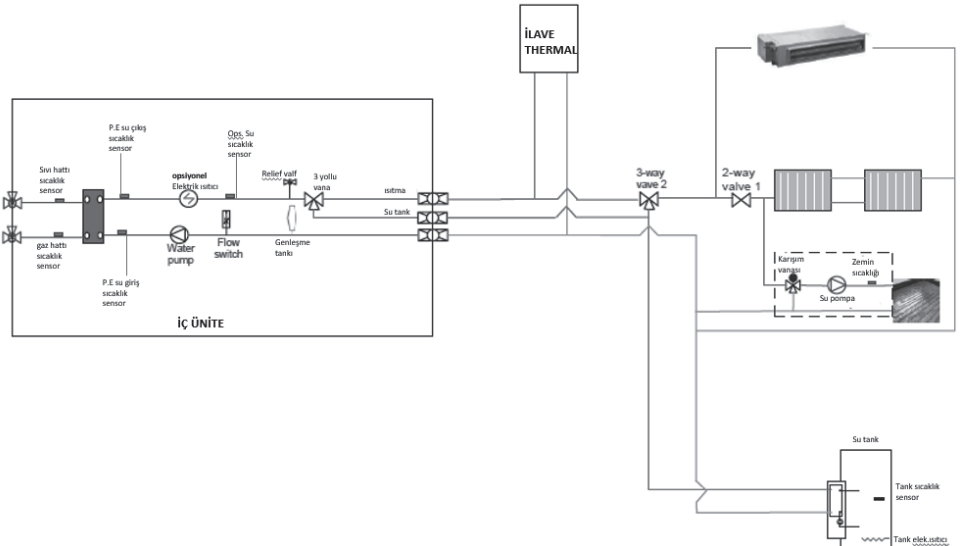 İLAVE
THERMAL
P.E su çıkış
sıcaklık
sensor
Ops. Su
sıcaklık
sensor
Sıvı hattı
sıcaklık
sensor
opsiyonel
Elektrik ısıtıcı
Relief valf
3 yollu
vana
ısıtma
Su tank
3-way
vave 2
2-way
valve 1
gaz hattı
sıcaklık
sensor
Water
pump
Flow
switch
Genleşme
tankı
P.E su giriş
sıcaklık
sensor
İÇ ÜNİTE
Karışım
vanası
Zemin
sıcaklığı
Su pompa
Su tank
Tank sıcaklık
sensor
Tank elek.ısıtıcı